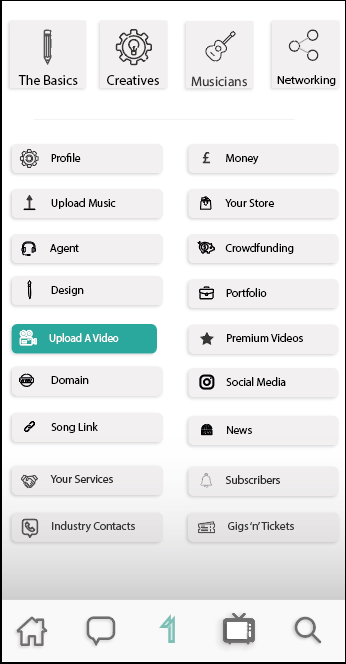 The Basics
Creatives
Musicians
Networking
Profile
£ Money
Upload Music
Your Store
Agent
Crowdfunding
Design
Portfolio
Upload A Video
Premium Videos
Domain
Social Media
Song Link
News
Your Services
Subscribers
Industry Contacts
Gigs ‘n’ Tickets